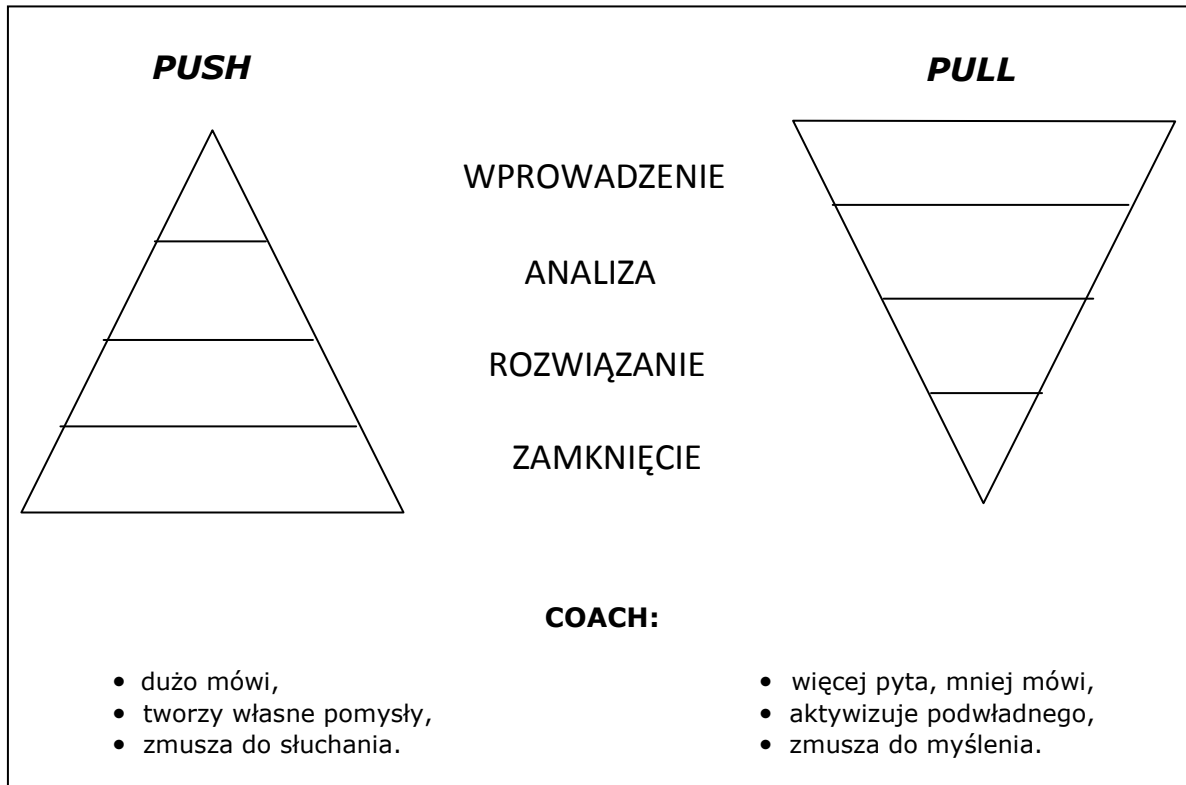 PUSH
PULL
WPROWADZENIE
ANALIZA
ROZWIĄZANIE
ZAMKNIĘCIE
COACH:
• dużo mówi,
• tworzy własne pomysły,
• zmusza do słuchania.
• więcej pyta, mniej mówi,
• aktywizuje podwładnego,
• zmusza do myślenia.